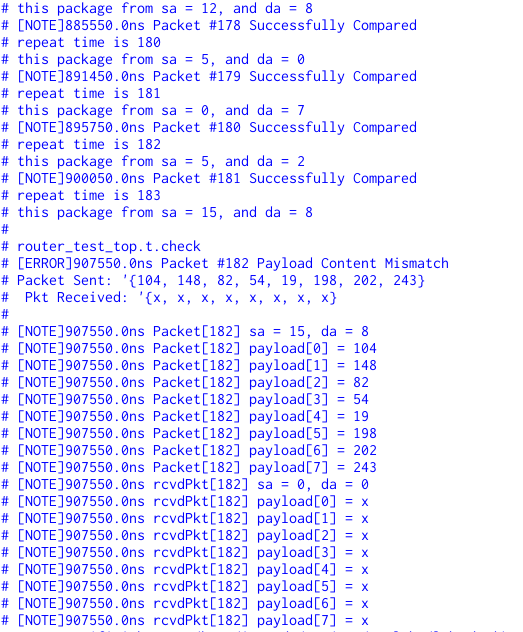 # this package from sa = 12, and da = 8
# [NOTE]885550.0ns Packet #178 Successfully Compared
# repeat time is 180
# this package from sa = 5, and da = 0
# [NOTE]891450.0ns Packet #179 Successfully Compared
# repeat time is 181
# this package from sa = 0, and da = 7
# [NOTE]895750.0ns Packet #180 Successfully Compared
# repeat time is 182
# this package from sa = 5, and da = 2
# [NOTE]900050.0ns Packet #181 Successfully Compared
# repeat time is 183
# this package from sa = 15, and da = 8
#
# router_test_top.t.check
# [ERROR]907550.0ns Packet #182 Payload Content Mismatch
# Packet Sent: '{104, 148, 82, 54, 19, 198, 202, 243}
#  Pkt Received: '{x, x, x, x, x, x, x, x}
#
# [NOTE]907550.0ns Packet[182] sa = 15, da = 8
# [NOTE]907550.0ns Packet[182] payload[0] = 104
# [NOTE]907550.0ns Packet[182] payload[1] = 148
# [NOTE]907550.0ns Packet[182] payload[2] = 82
# [NOTE]907550.0ns Packet[182] payload[3] = 54
# [NOTE]907550.0ns Packet[182] payload[4] = 19
# [NOTE]907550.0ns Packet[182] payload[5] = 198
# [NOTE]907550.0ns Packet[182] payload[6] = 202
# [NOTE]907550.0ns Packet[182] payload[7] = 243
# [NOTE]907550.0ns rcvdPkt[182] sa = 0, da = 0
# [NOTE]907550.0ns rcvdPkt[182] payload[0] = x
# [NOTE]907550.0ns rcvdPkt[182] payload[1] = x
# [NOTE]907550.0ns rcvdPkt[182] payload[2] = x
# [NOTE]907550.0ns rcvdPkt[182] payload[3] = x
# [NOTE]907550.0ns rcvdPkt[182] payload[4] = x
# [NOTE]907550.0ns rcvdPkt[182] payload[5] = x
# [NOTE]907550.0ns rcvdPkt[182] payload[6] = x
# [NOTE]907550.0ns rcvdPkt[182] payload[7] = x